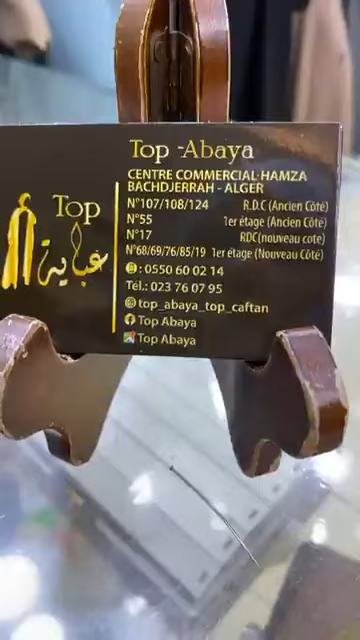 Top -Abaya
CENTRE COMMERCIAL HAMZA
BACHDJERRAH - ALGER
N°107/108/124 R.D.C (Ancien Côté)
N°55 1er étage (Ancien Côté)
N°17 RDC(nouveau cote)
N°68/69/76/85/19 1er étage (Nouveau Côté)
: 0550 60 02 14
Tél.: 023 76 07 95
top_abaya_top_caftan
Top Abaya
Top Abaya
Top
عباية